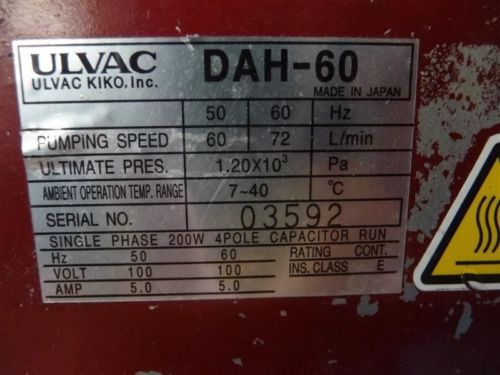 ULVAC DAH-60
ULVAC KIKO, Inc. MADE IN JAPAN
50 60 Hz
PUMPING SPEED 60 72 L/min
ULTIMATE PRES. 1.20X10³ Pa
AMBIENT OPERATION TEMP. RANGE 7~40 °C
SERIAL NO. 03592
SINGLE PHASE 200W 4POLE CAPACITOR RUN
Hz 50 60 RATING CONT.
VOLT 100 100 INS. CLASS E
AMP 5.0 5.0